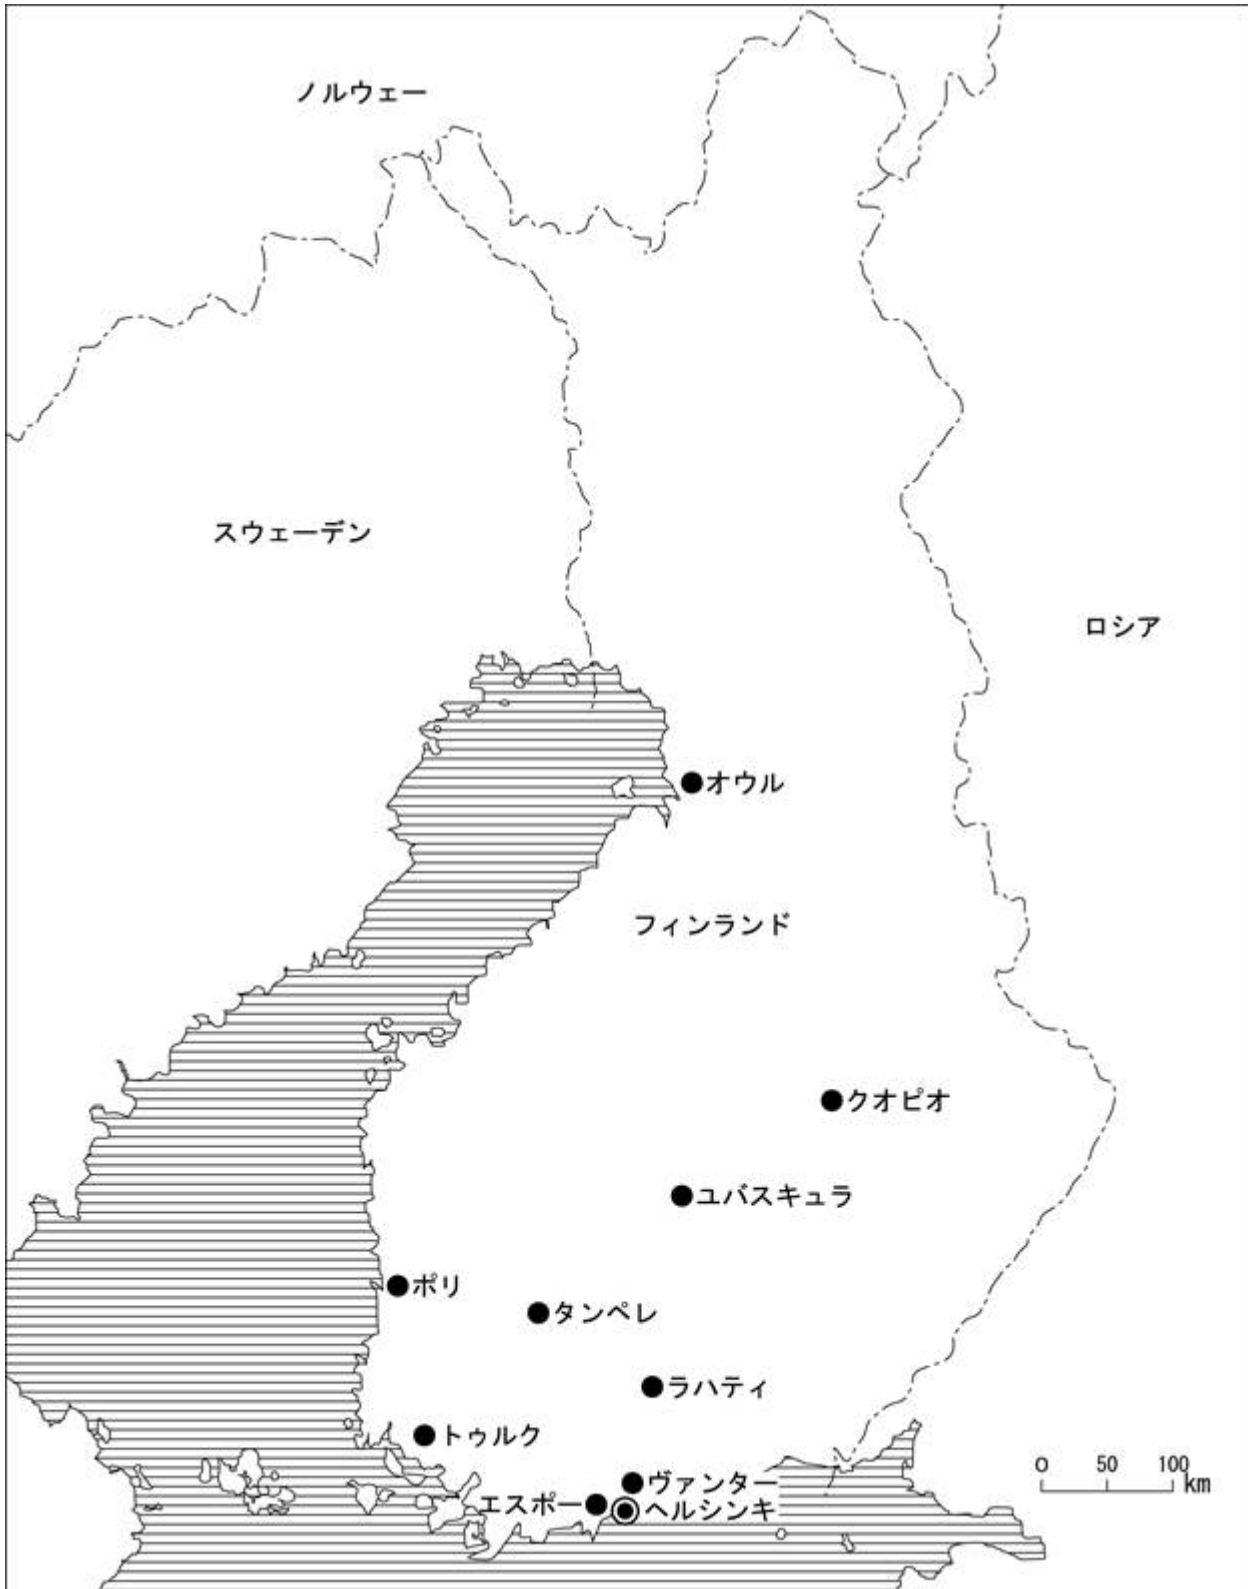 ノルウェー
スウェーデン
ロシア
オウル
フィンランド
クオピオ
ユバスキュラ
ポリ
タンペレ
ラハティ
トゥルク
ヴァンター
エスポー
ヘルシンキ
0 50 100
km